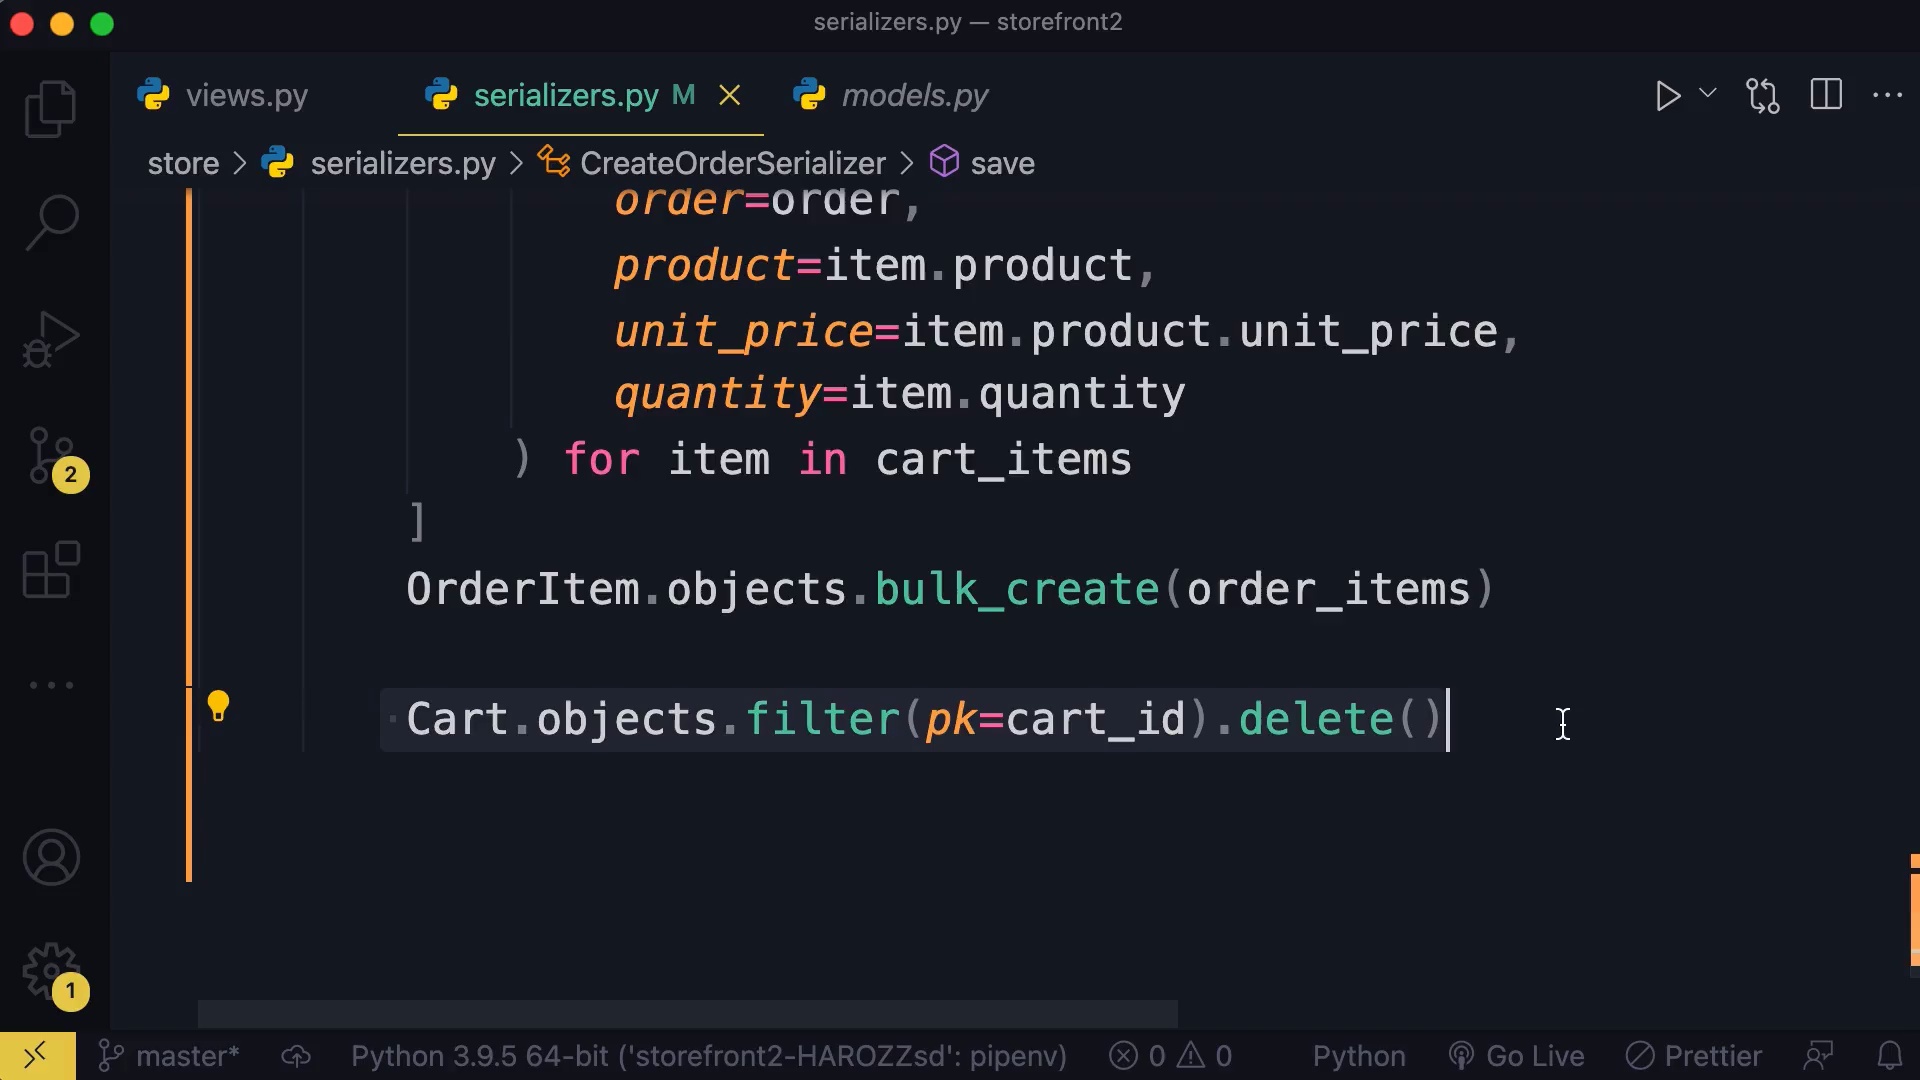 serializers.py — storefront2
views.py
serializers.py M
models.py
store > serializers.py > CreateOrderSerializer > save
order=order,
product=item.product,
unit_price=item.product.unit_price,
quantity=item.quantity
) for item in cart_items
]
OrderItem.objects.bulk_create(order_items)
Cart.objects.filter(pk=cart_id).delete()
2
1
master* Python 3.9.5 64-bit ('storefront2-HAROZZsd': pipenv) 0 0 Python Go Live Prettier